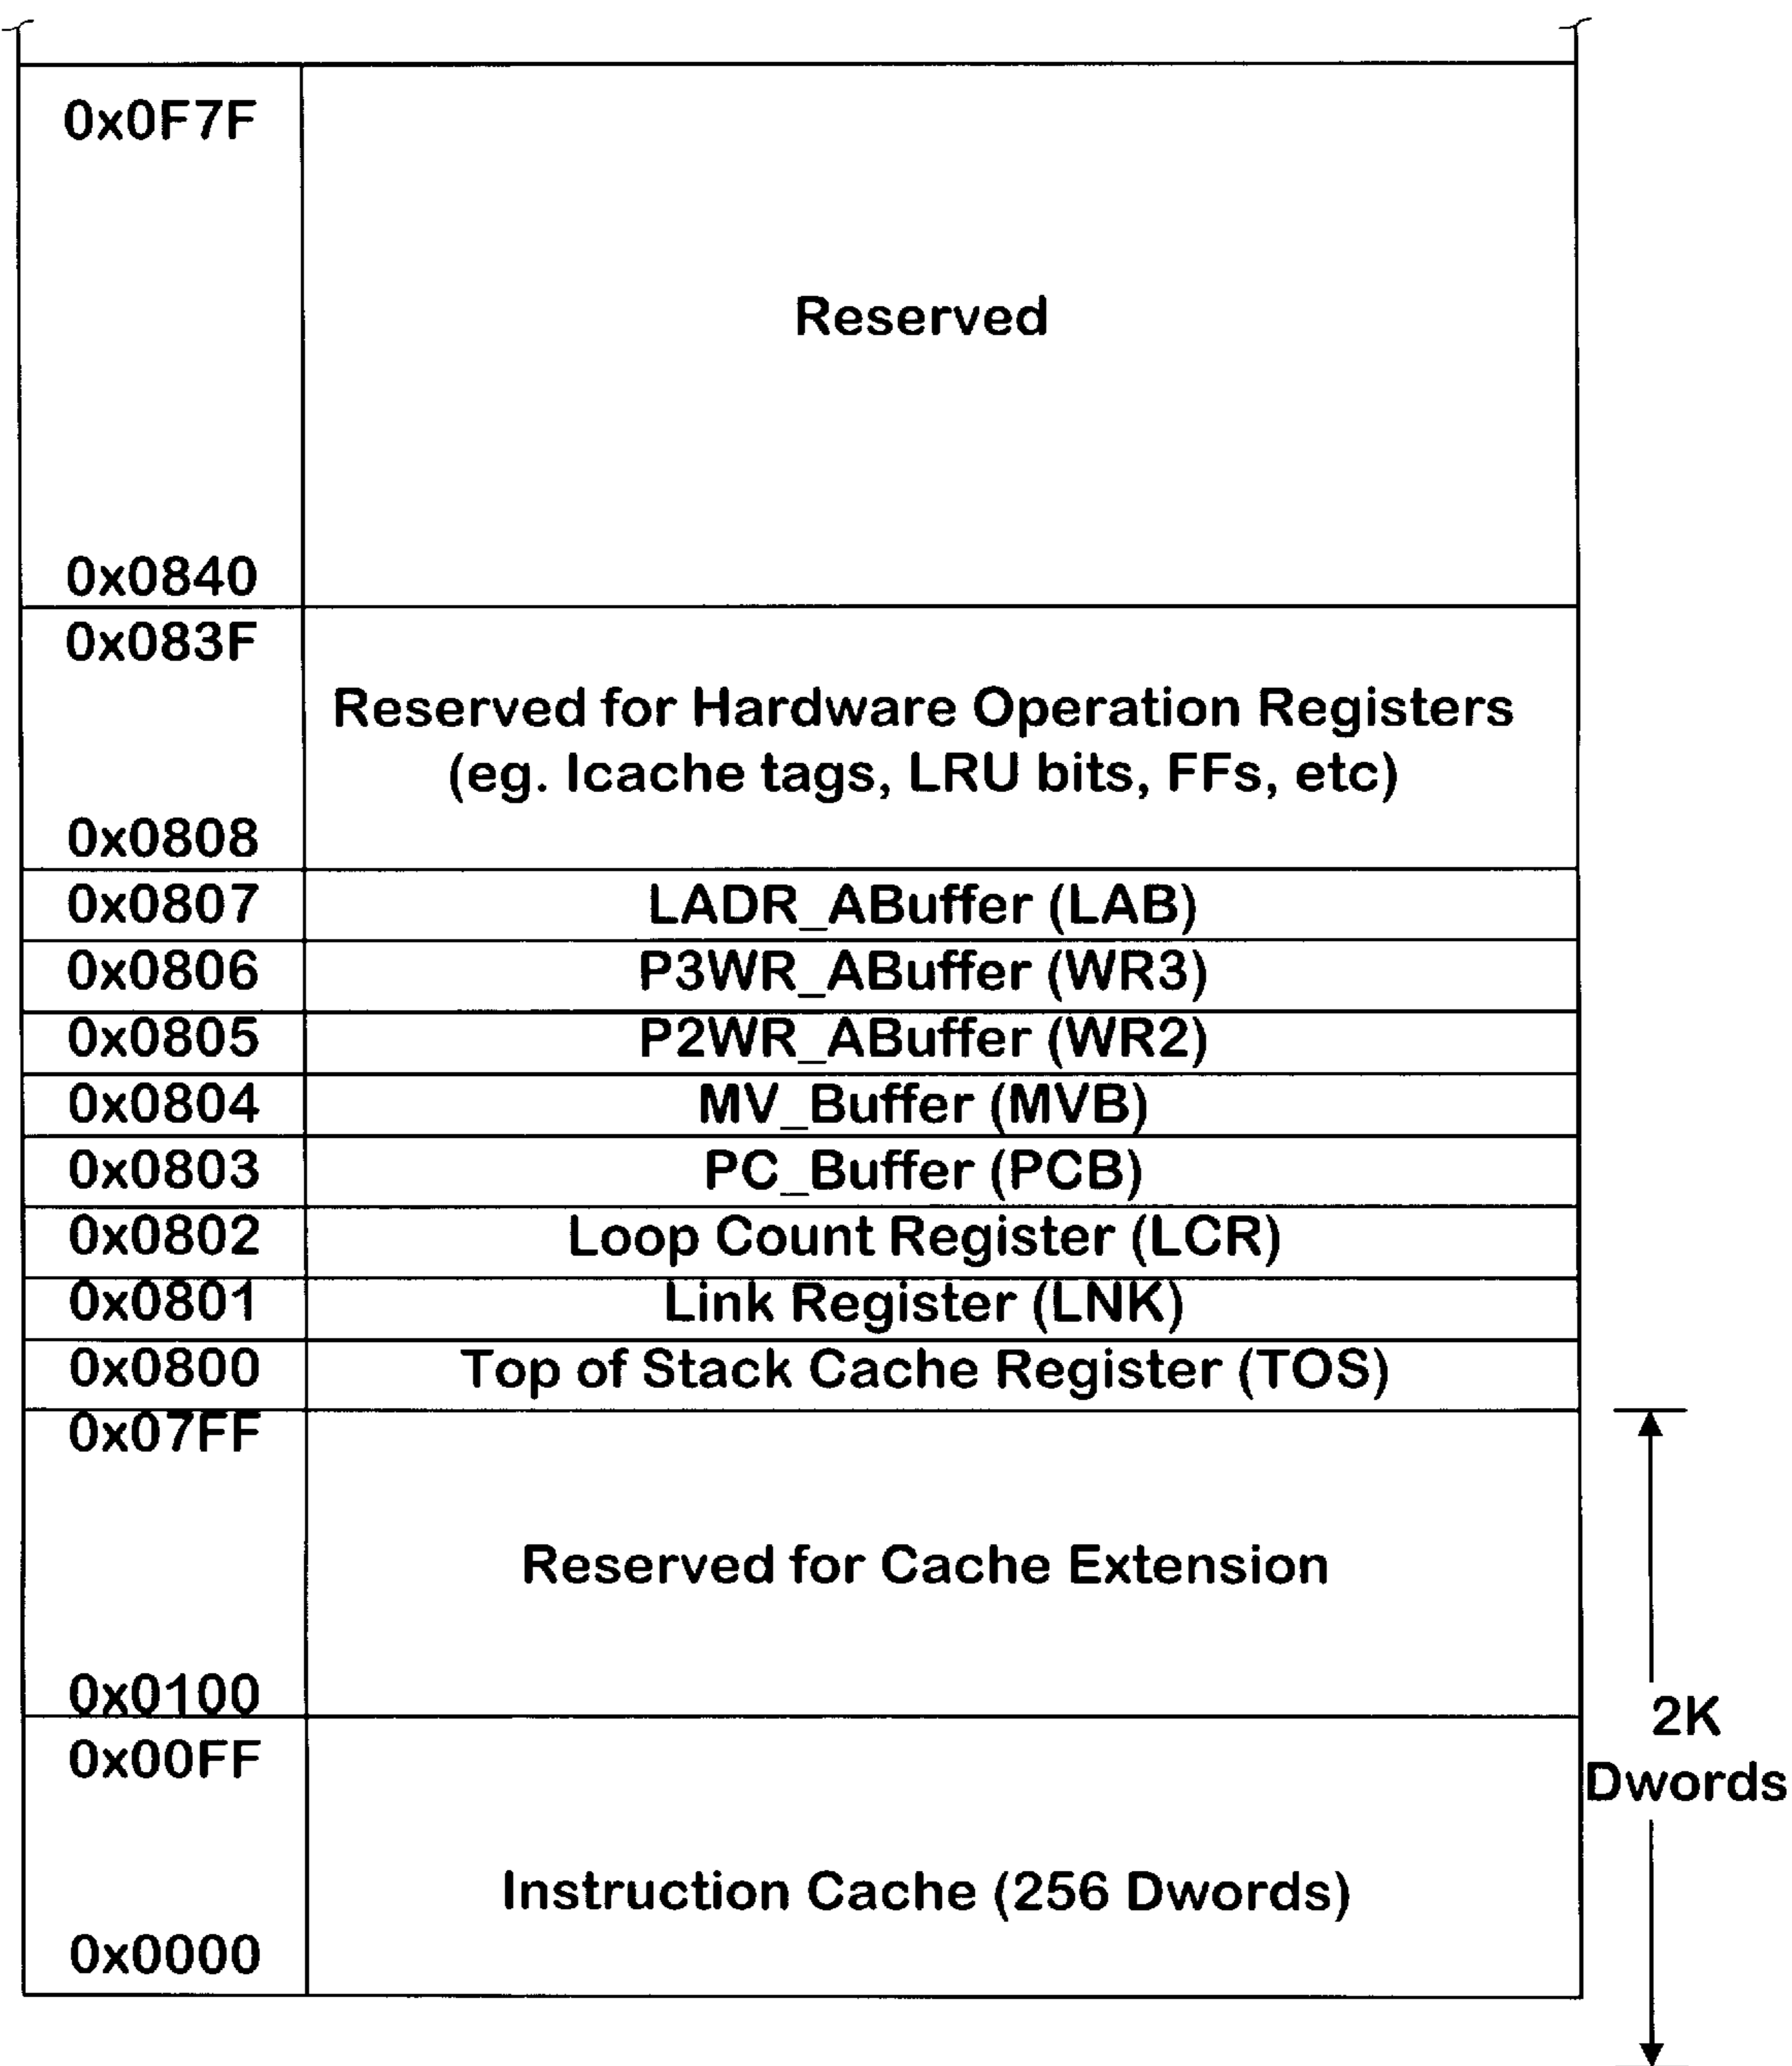 0x0F7F
Reserved
0x0840
0x083F
Reserved for Hardware Operation Registers
(eg. Icache tags, LRU bits, FFs, etc)
0x0808
0x0807 LADR_ABuffer (LAB)
0x0806 P3WR_ABuffer (WR3)
0x0805 P2WR_ABuffer (WR2)
0x0804 MV_Buffer (MVB)
0x0803 PC_Buffer (PCB)
0x0802 Loop Count Register (LCR)
0x0801 Link Register (LNK)
0x0800 Top of Stack Cache Register (TOS)
0x07FF
Reserved for Cache Extension
0x0100
0x00FF
Instruction Cache (256 Dwords)
0x0000
2K
Dwords